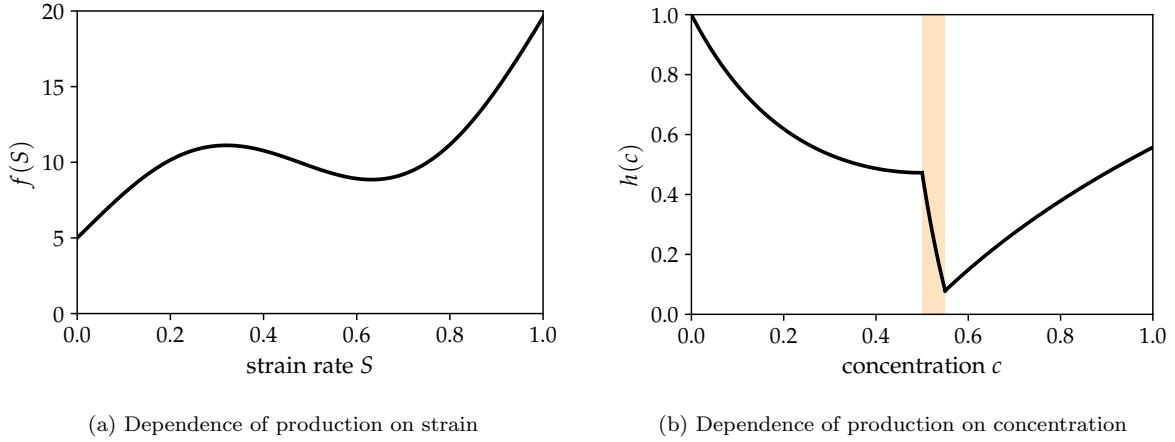 20
15
10
5
0
0.0 0.2 0.4 0.6 0.8 1.0
f(S)
strain rate S
(a) Dependence of production on strain
1.0
0.8
0.6
0.4
0.2
0.0
0.0 0.2 0.4 0.6 0.8 1.0
h(c)
concentration c
(b) Dependence of production on concentration